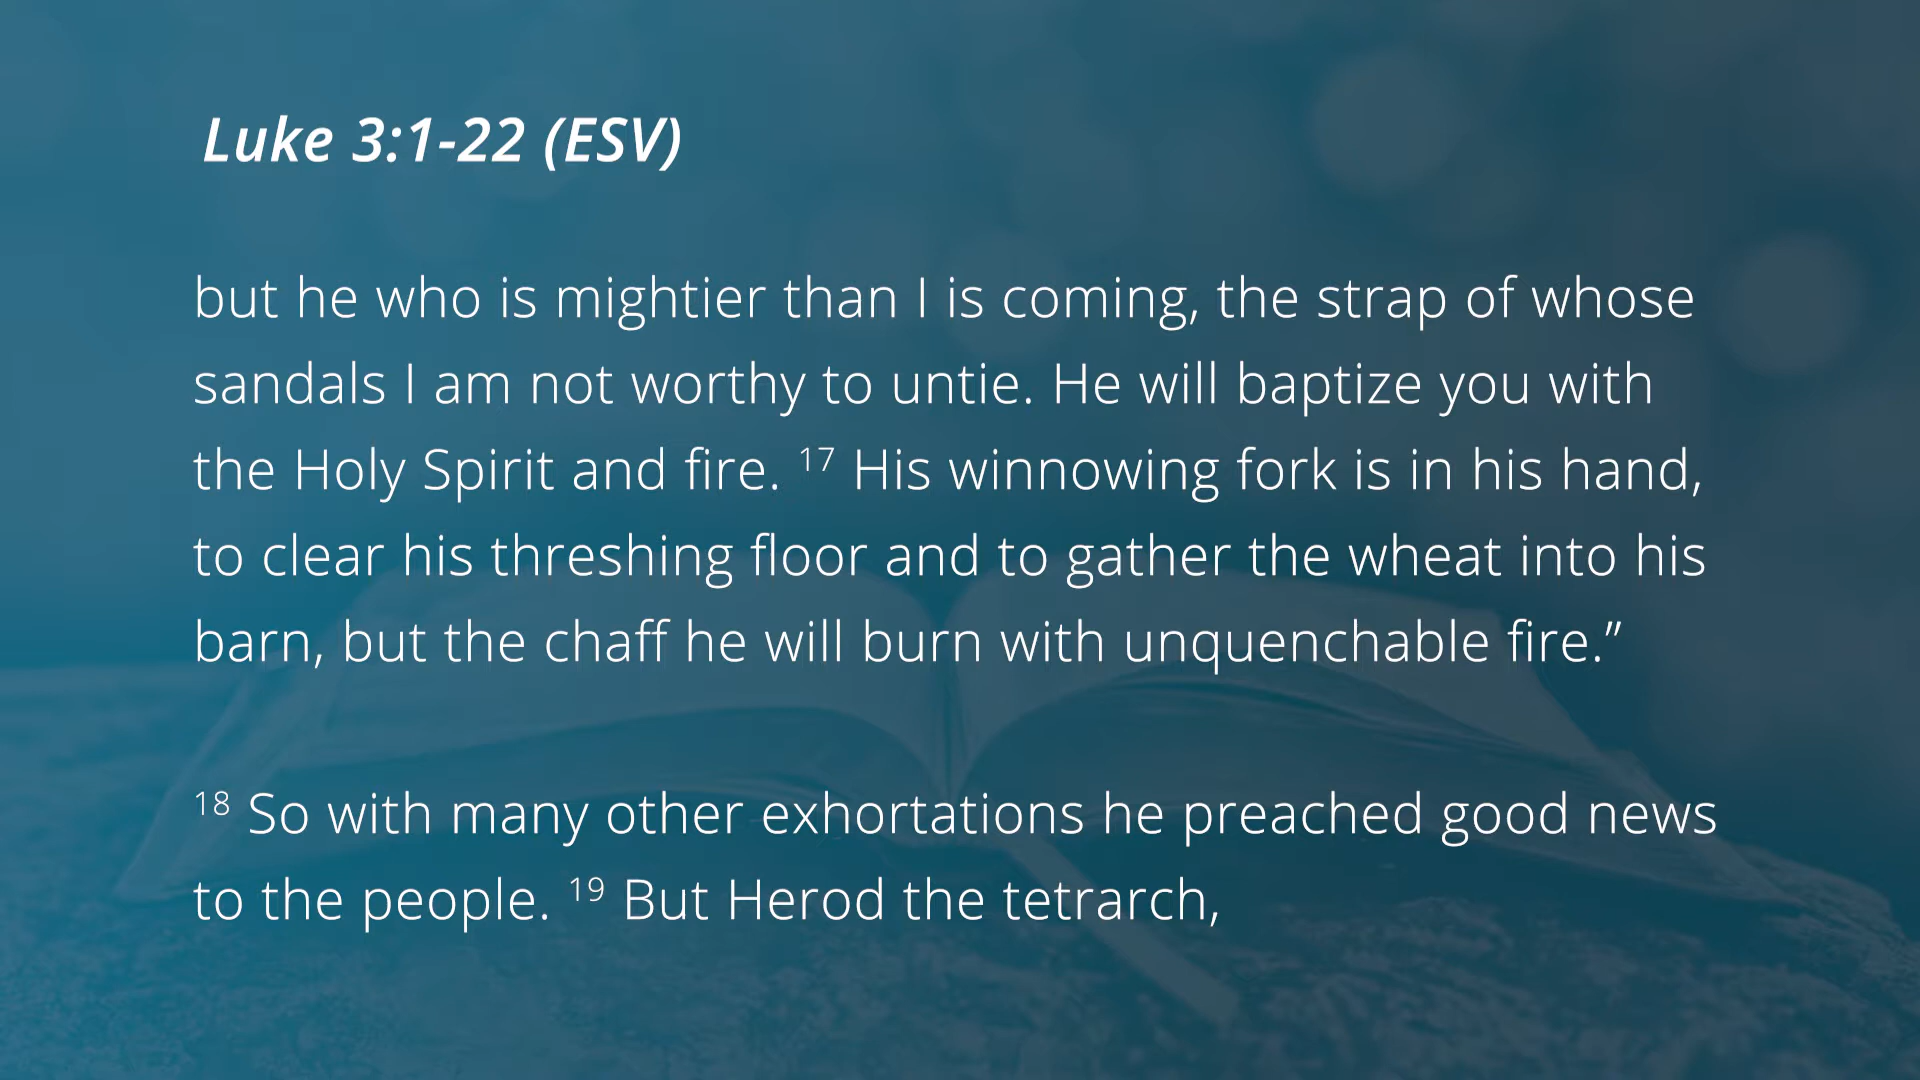 Luke 3:1-22 (ESV)
but he who is mightier than I is coming, the strap of whose
sandals I am not worthy to untie. He will baptize you with
the Holy Spirit and fire. 17 His winnowing fork is in his hand,
to clear his threshing floor and to gather the wheat into his
barn, but the chaff he will burn with unquenchable fire.”
18 So with many other exhortations he preached good news
to the people. 19 But Herod the tetrarch,